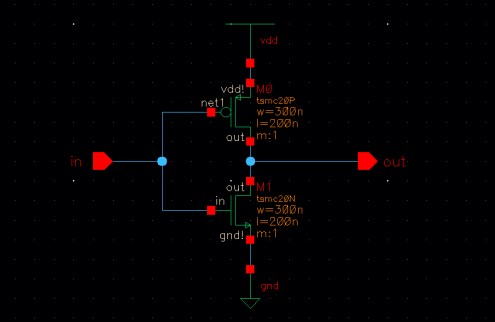 vdd
vdd!
M0
net1
tsmc20P
w=300n
l=200n
out
m:1
in
out
out
M1
in
tsmc20N
w=300n
l=200n
gnd!
m:1
gnd